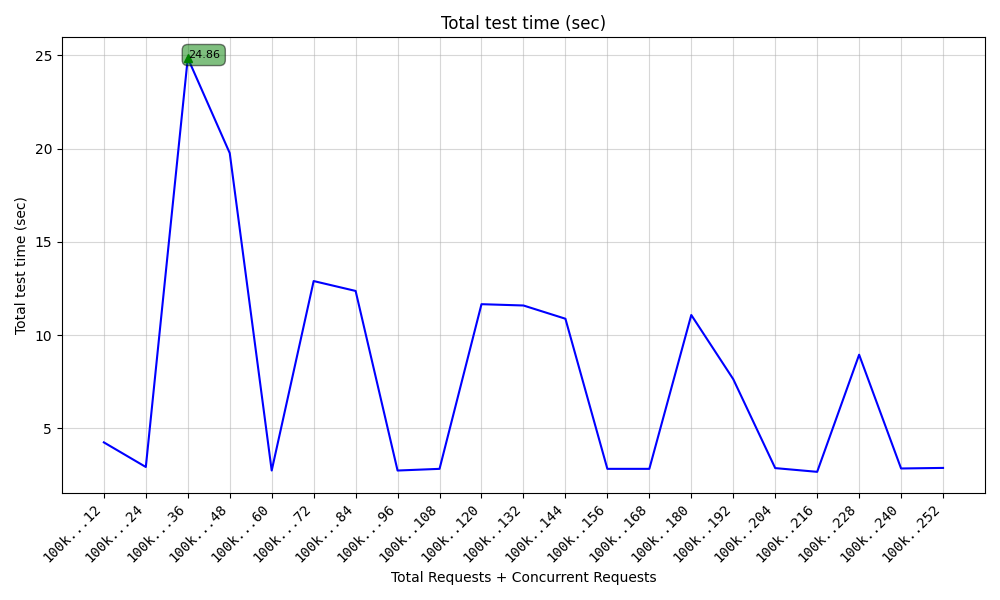 Total test time (sec)
24.86
25
20
15
10
5
Total test time (sec)
100k...12
100k...24
100k...36
100k...48
100k...60
100k...72
100k...84
100k...96
100k..108
100k..120
100k..132
100k..144
100k..156
100k..168
100k..180
100k..192
100k..204
100k..216
100k..228
100k..240
100k..252
Total Requests + Concurrent Requests